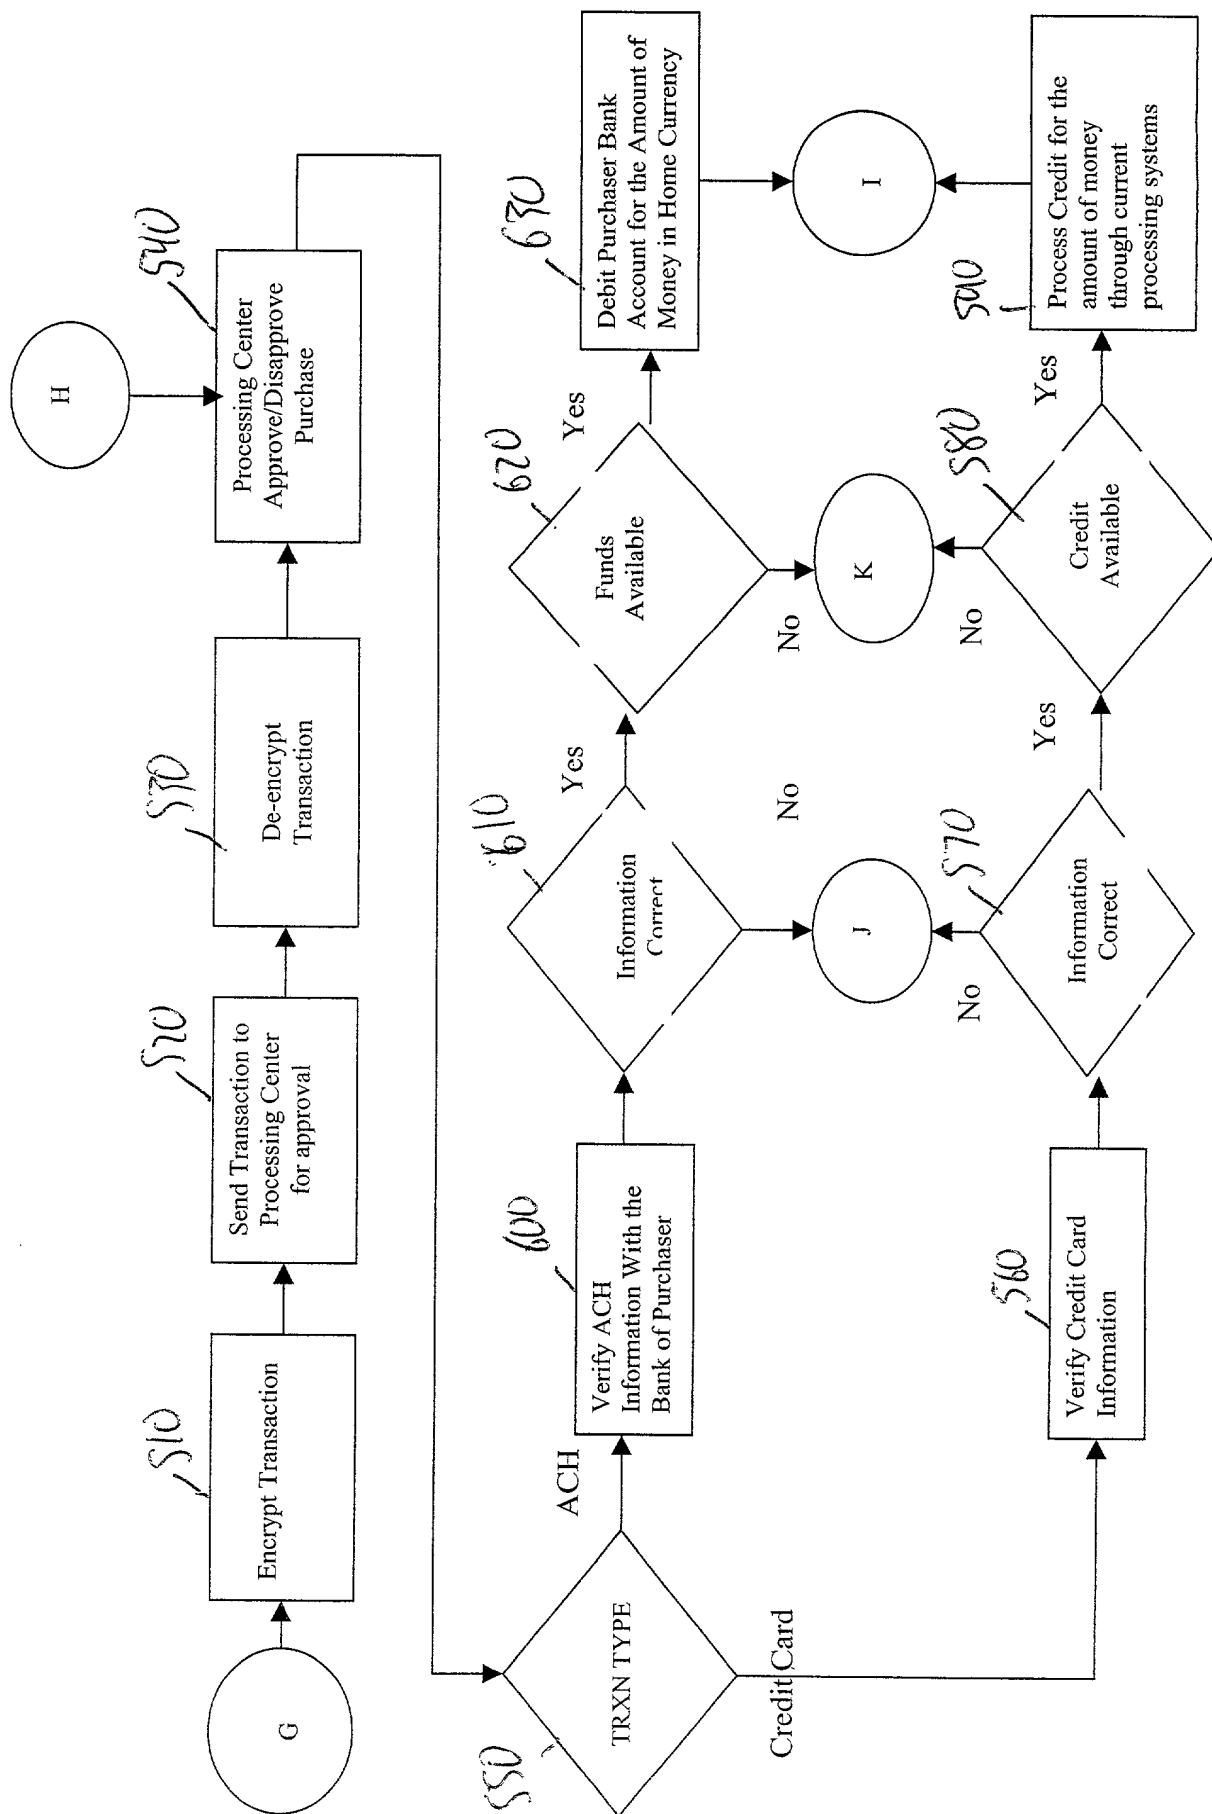 H
540
Processing Center
Approve/Disapprove
Purchase
530
De-encrypt
Transaction
520
Send Transaction to
Processing Center
for approval
510
Encrypt Transaction
G
550
TRXN TYPE
ACH
Credit Card
600
Verify ACH
Information With the
Bank of Purchaser
610
Information
Correct
Yes
No
620
Funds
Available
Yes
No
630
Debit Purchaser Bank
Account for the Amount of
Money in Home Currency
I
K
J
560
Verify Credit Card
Information
570
Information
Correct
No
Yes
580
Credit
Available
No
Yes
590
Process Credit for the
amount of money
through current
processing systems